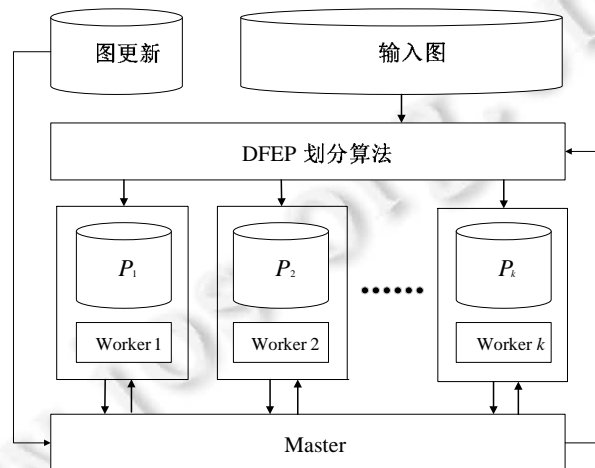 图更新
输入图
DFEP 划分算法
P₁
P₂
Pₖ
......
Worker 1
Worker 2
Worker k
Master